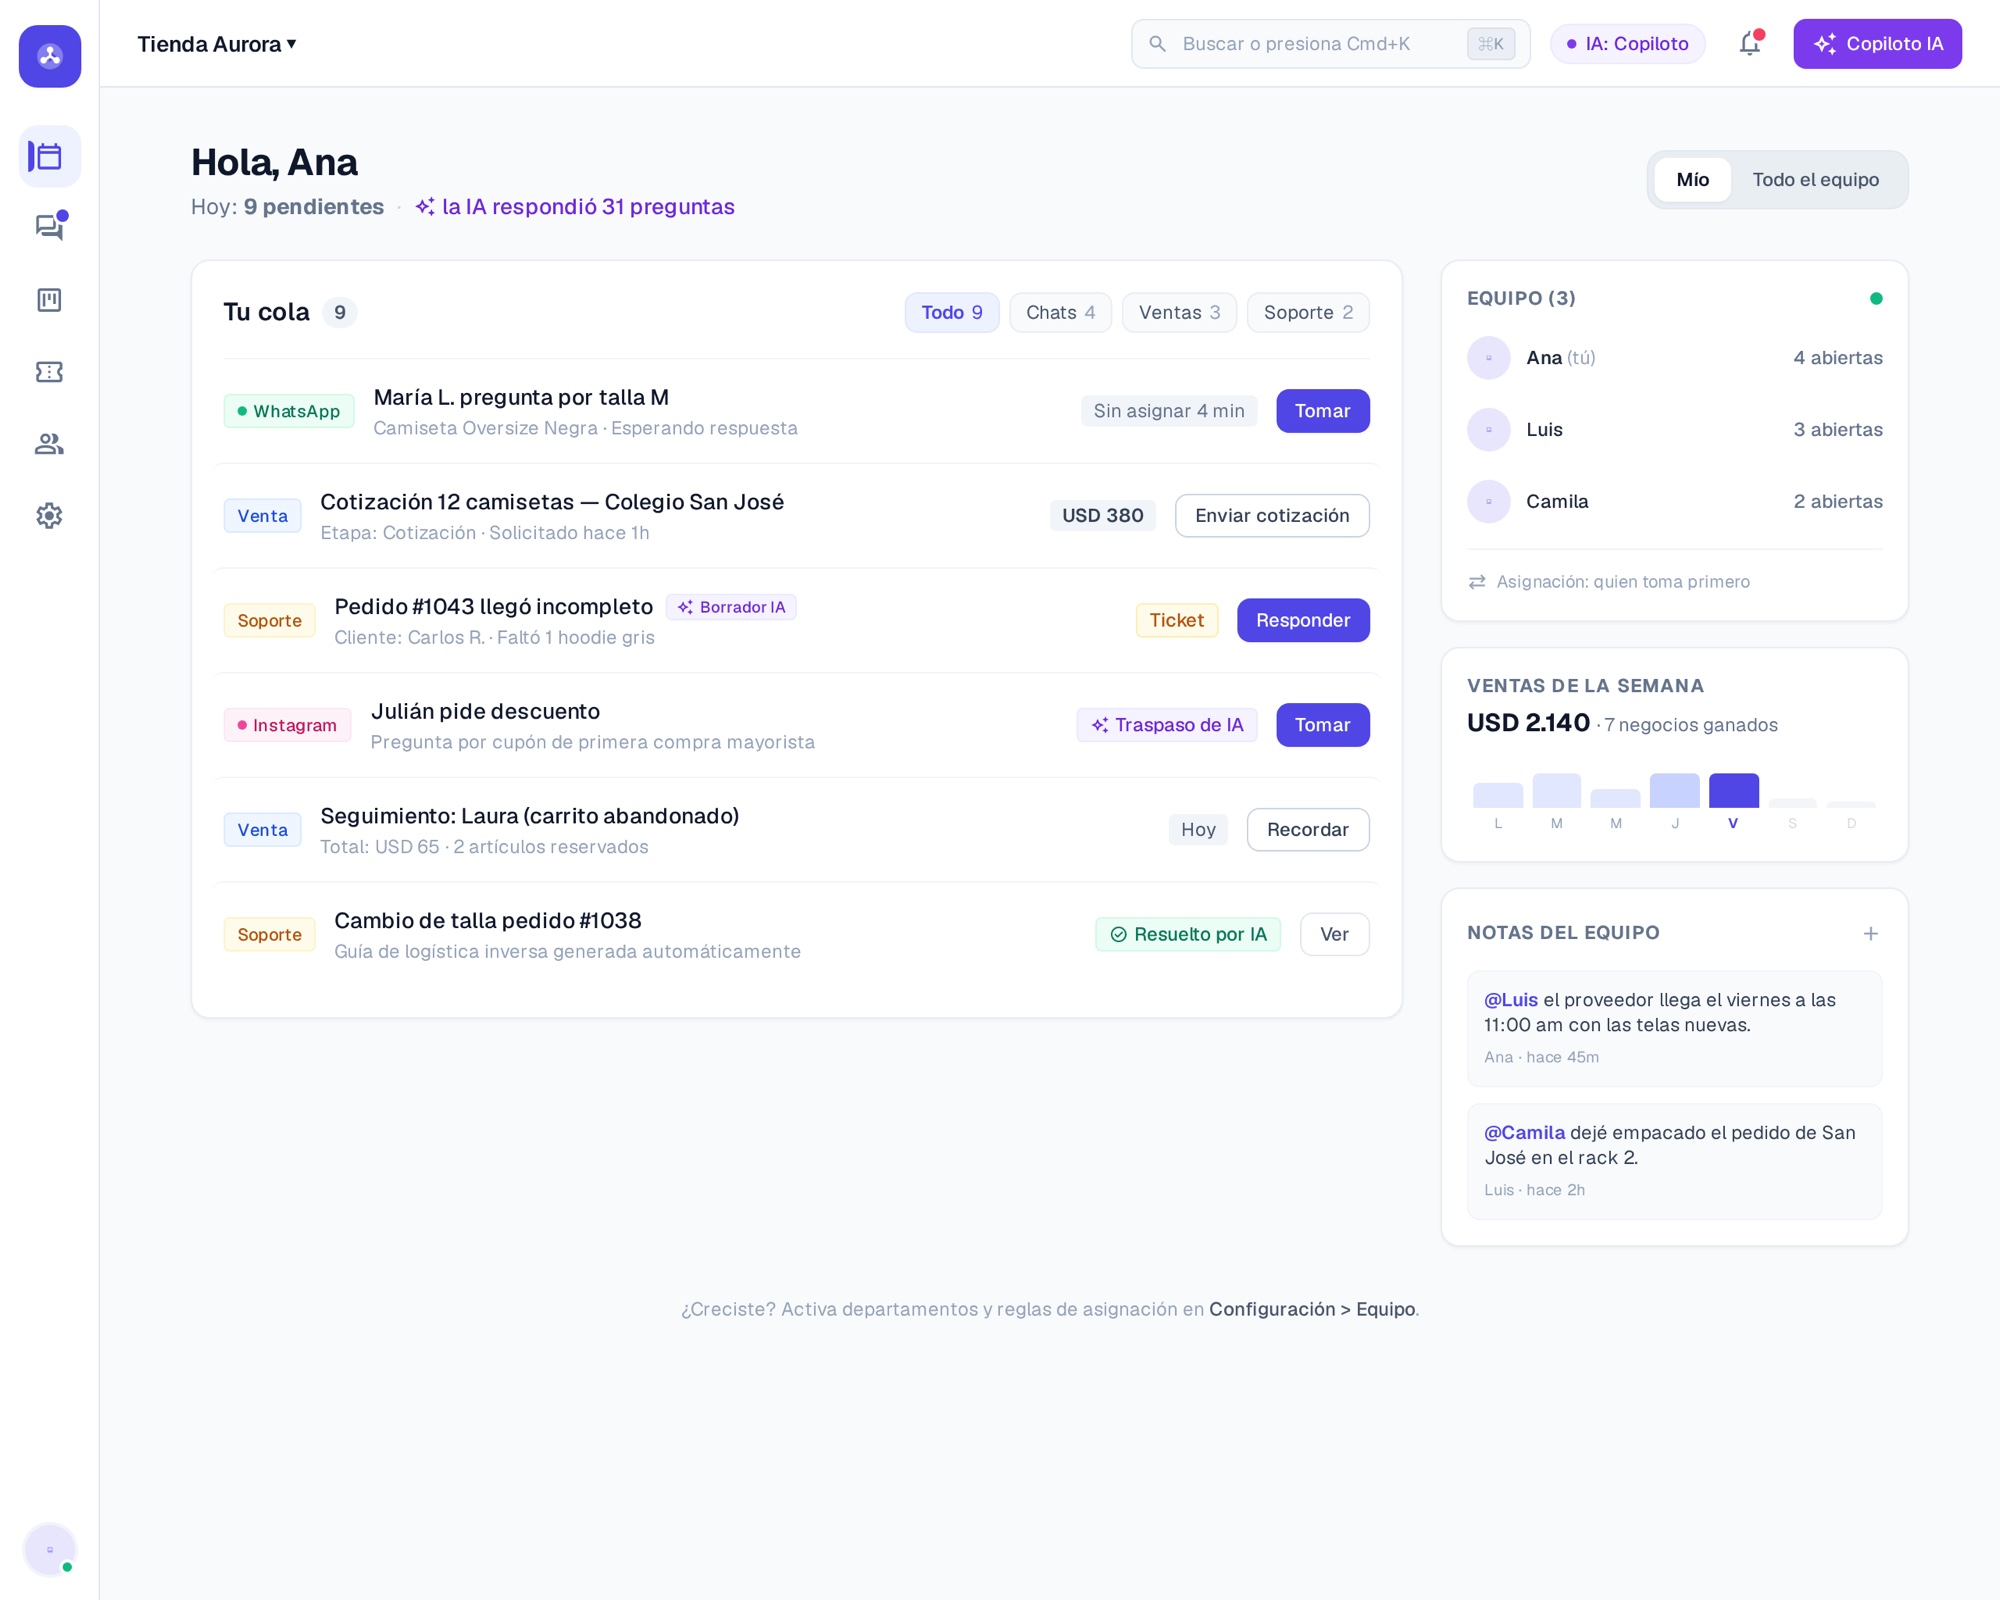 Tienda Aurora ▾
Buscar o presiona Cmd+K
⌘K
IA: Copiloto
Copiloto IA
Hola, Ana
Hoy: 9 pendientes · la IA respondió 31 preguntas
Mío
Todo el equipo
Tu cola 9
Todo 9
Chats 4
Ventas 3
Soporte 2
WhatsApp
María L. pregunta por talla M
Camiseta Oversize Negra · Esperando respuesta
Sin asignar 4 min
Tomar
Venta
Cotización 12 camisetas — Colegio San José
Etapa: Cotización · Solicitado hace 1h
USD 380
Enviar cotización
Soporte
Pedido #1043 llegó incompleto
Borrador IA
Cliente: Carlos R. · Faltó 1 hoodie gris
Ticket
Responder
Instagram
Julián pide descuento
Pregunta por cupón de primera compra mayorista
Traspaso de IA
Tomar
Venta
Seguimiento: Laura (carrito abandonado)
Total: USD 65 · 2 artículos reservados
Hoy
Recordar
Soporte
Cambio de talla pedido #1038
Guía de logística inversa generada automáticamente
Resuelto por IA
Ver
EQUIPO (3)
Ana (tú)
4 abiertas
Luis
3 abiertas
Camila
2 abiertas
Asignación: quien toma primero
VENTAS DE LA SEMANA
USD 2.140 · 7 negocios ganados
L M M J V S D
NOTAS DEL EQUIPO
@Luis el proveedor llega el viernes a las
11:00 am con las telas nuevas.
Ana · hace 45m
@Camila dejé empacado el pedido de San
José en el rack 2.
Luis · hace 2h
¿Creciste? Activa departamentos y reglas de asignación en Configuración > Equipo.